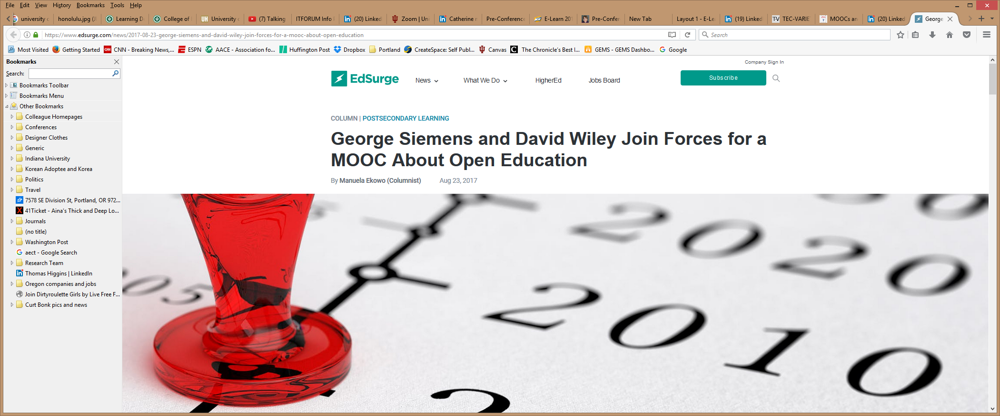 File Edit View History Bookmarks Tools Help
university
honolulu.jpg
Learning
College of
University
(7) Talking
ITFORUM Info
(20) Linked
Zoom | Uni
Catherine
Pre-Conference
E-Learn 201
Pre-Confer
New Tab
Layout 1 - E-Le
(19) Linked
TEC-VARIE
MOOCs an
(20) Linked
George
https://www.edsurge.com/news/2017-08-23-george-siemens-and-david-wiley-join-forces-for-a-mooc-about-open-education
Search
Most Visited Getting Started CNN - Breaking News,... ESPN AACE - Association fo... Huffington Post Dropbox Portland CreateSpace: Self Publ... Canvas The Chronicle's Best I... GEMS - GEMS Dashbo... Google
Bookmarks
Search:
Bookmarks Toolbar
Bookmarks Menu
Other Bookmarks
Colleague Homepages
Conferences
Designer Clothes
Generic
Indiana University
Korean Adoptee and Korea
Politics
Travel
7578 SE Division St, Portland, OR 972...
41Ticket - Aina's Thick and Deep Lo...
Journals
(no title)
Washington Post
aect - Google Search
Research Team
Thomas Higgins | LinkedIn
Oregon companies and jobs
Join Dirtyroulette Girls by Live Free F...
Curt Bonk pics and news
Company Sign In
EdSurge
News
What We Do
HigherEd
Jobs Board
Subscribe
COLUMN | POSTSECONDARY LEARNING
George Siemens and David Wiley Join Forces for a
MOOC About Open Education
By Manuela Ekowo (Columnist) Aug 23, 2017
2020
2010